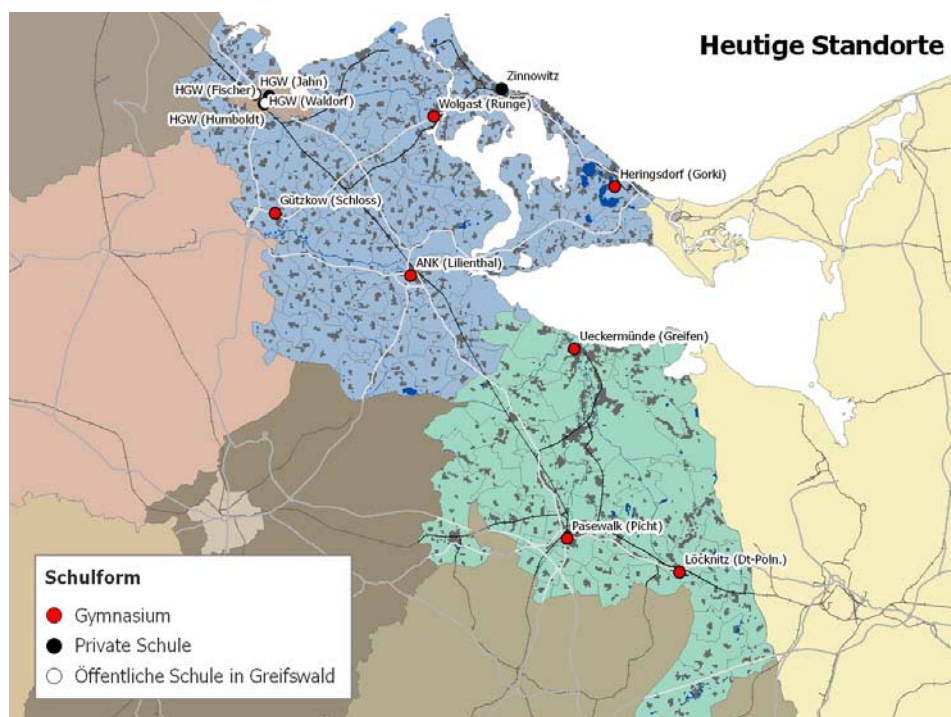 Heutige Standorte
HGW (Jahn)
HGW (Fischer)
HGW (Waldorf)
HGW (Humboldt)
Zinnowitz
Wolgast (Runge)
Heringsdorf (Gorki)
Gützkow (Schloss)
ANK (Lilienthal)
Ueckermünde (Greifen)
Pasewalk (Picht)
Löcknitz (Dt-Poln.)
Schulform
Gymnasium
Private Schule
Öffentliche Schule in Greifswald